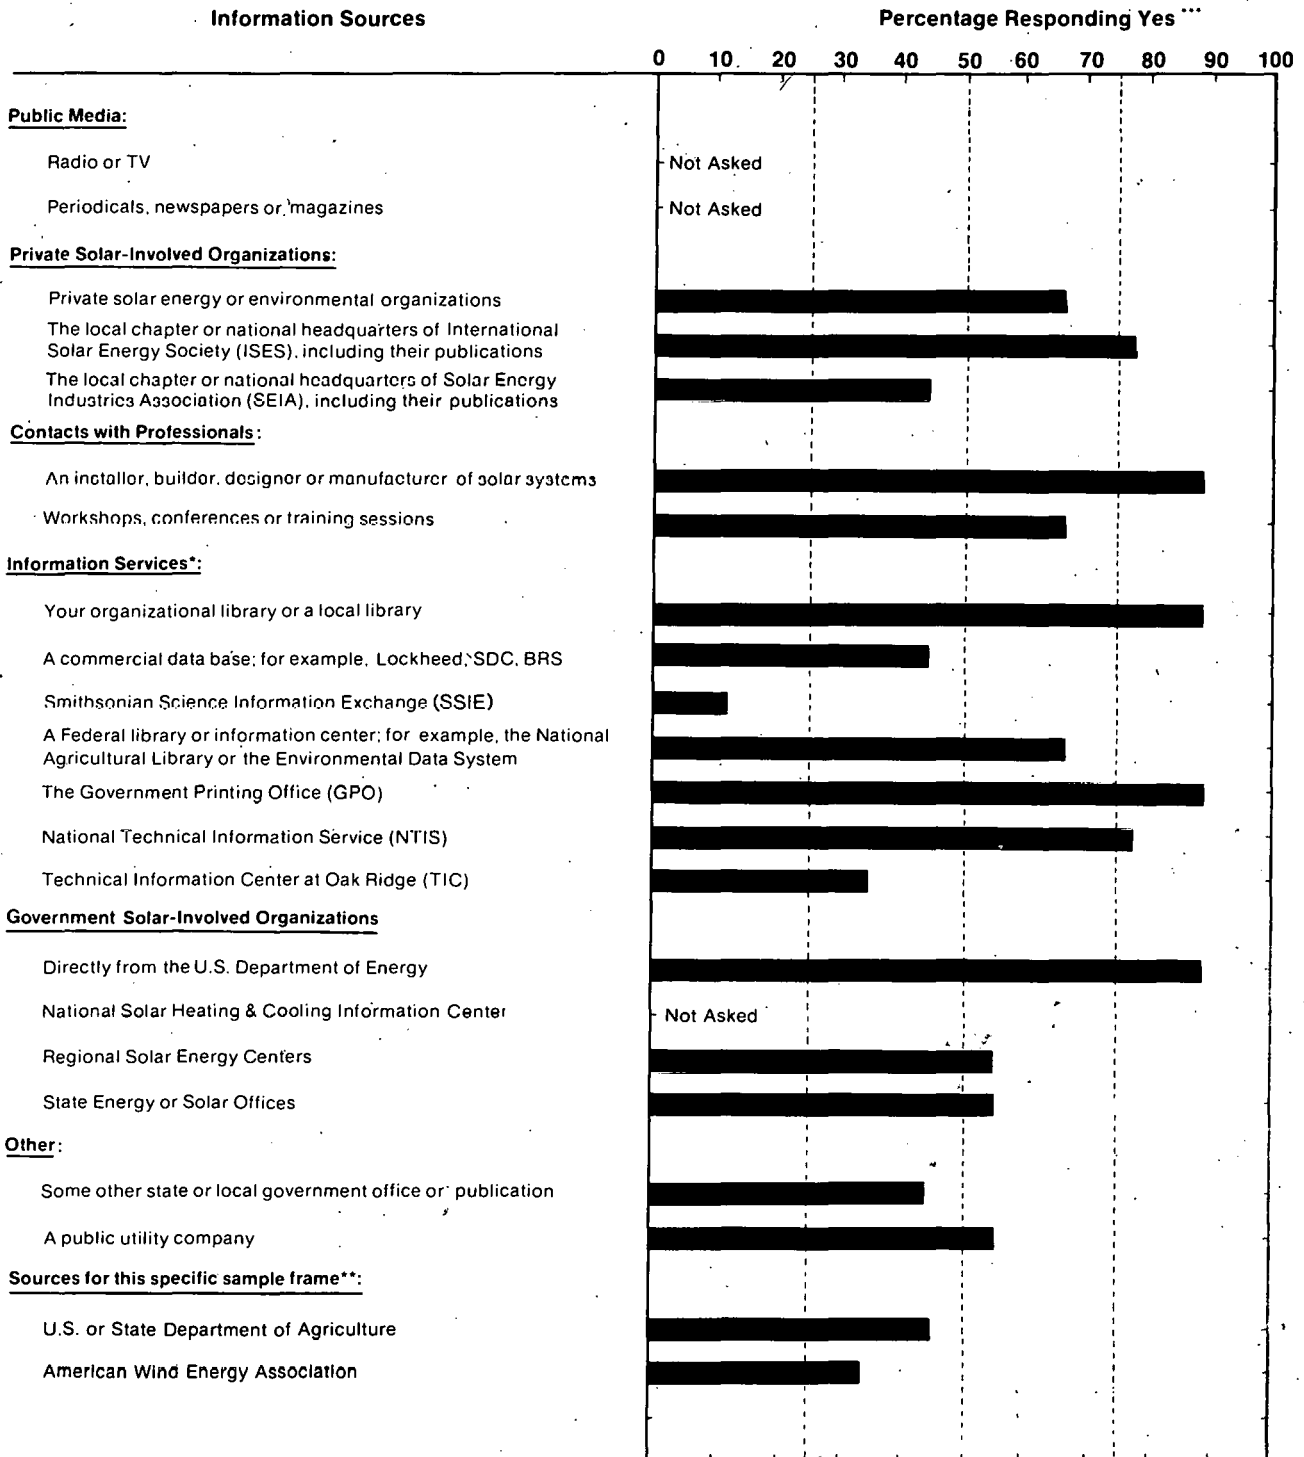 Information Sources
Percentage Responding Yes ***
0 10 20 30 40 50 60 70 80 90 100
Public Media:
Radio or TV
Not Asked
Periodicals, newspapers or magazines
Not Asked
Private Solar-Involved Organizations:
Private solar energy or environmental organizations
The local chapter or national headquarters of International
Solar Energy Society (ISES), including their publications
The local chapter or national headquarters of Solar Energy
Industries Association (SEIA), including their publications
Contacts with Professionals:
An installer, builder, designer or manufacturer of solar systems
Workshops, conferences or training sessions
Information Services*:
Your organizational library or a local library
A commercial data base; for example, Lockheed, SDC, BRS
Smithsonian Science Information Exchange (SSIE)
A Federal library or information center; for example, the National
Agricultural Library or the Environmental Data System
The Government Printing Office (GPO)
National Technical Information Service (NTIS)
Technical Information Center at Oak Ridge (TIC)
Government Solar-Involved Organizations
Directly from the U.S. Department of Energy
National Solar Heating & Cooling Information Center
Not Asked
Regional Solar Energy Centers
State Energy or Solar Offices
Other:
Some other state or local government office or publication
A public utility company
Sources for this specific sample frame**:
U.S. or State Department of Agriculture
American Wind Energy Association